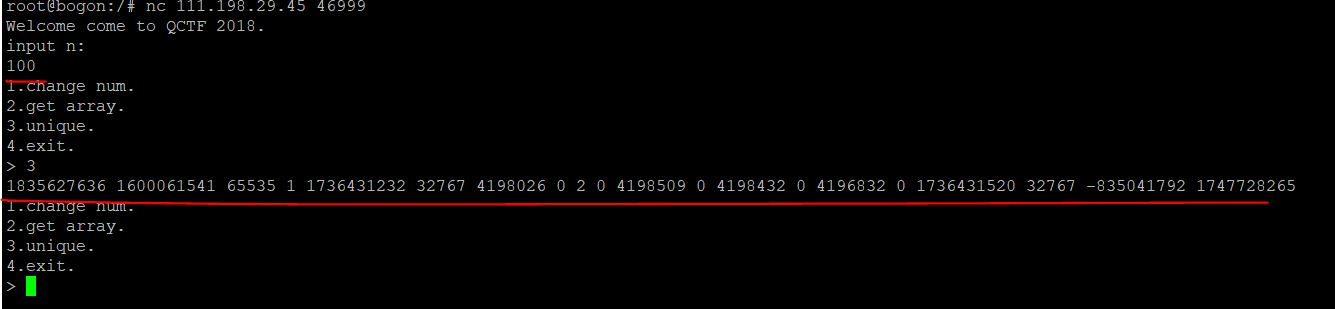 root@bogon:/# nc 111.198.29.45 46999
Welcome come to QCTF 2018.
input n:
100
1.change num.
2.get array.
3.unique.
4.exit.
> 3
1835627636 1600061541 65535 1 1736431232 32767 4198026 0 2 0 4198509 0 4198432 0 4196832 0 1736431520 32767 -835041792 1747728265
1.change num.
2.get array.
3.unique.
4.exit.
>